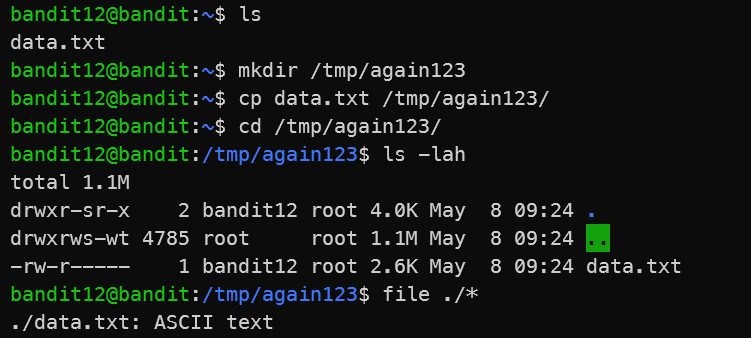 bandit12@bandit:~$ ls
data.txt
bandit12@bandit:~$ mkdir /tmp/again123
bandit12@bandit:~$ cp data.txt /tmp/again123/
bandit12@bandit:~$ cd /tmp/again123/
bandit12@bandit:/tmp/again123$ ls -lah
total 1.1M
drwxr-sr-x    2 bandit12 root 4.0K May  8 09:24 .
drwxrws-wt 4785 root     root 1.1M May  8 09:24 ..
-rw-r-----    1 bandit12 root 2.6K May  8 09:24 data.txt
bandit12@bandit:/tmp/again123$ file ./*
./data.txt: ASCII text